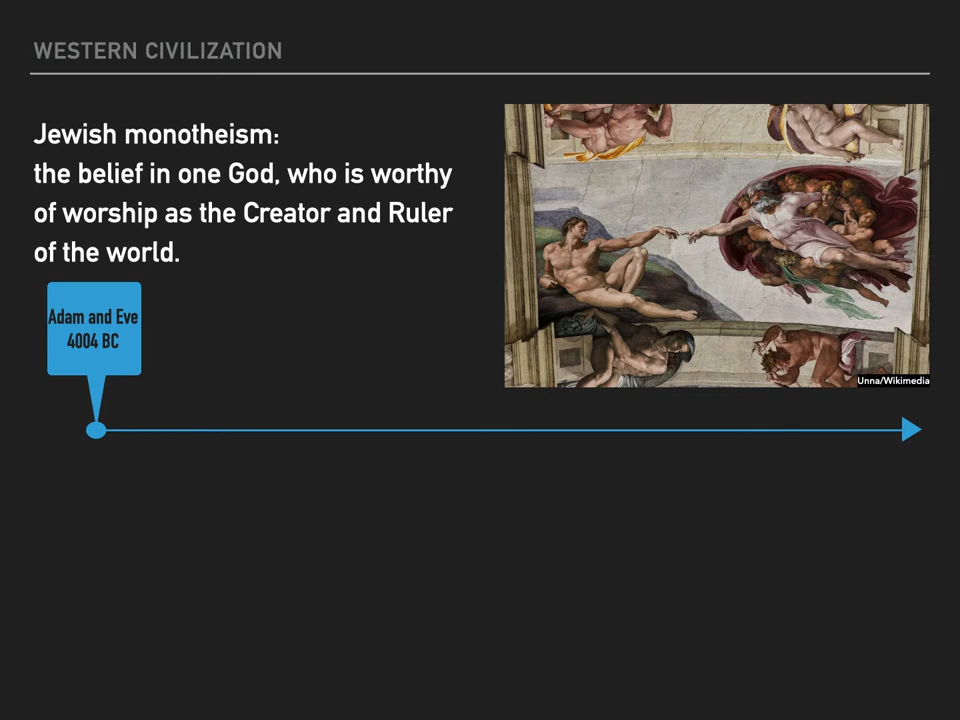 WESTERN CIVILIZATION
Jewish monotheism:
the belief in one God, who is worthy
of worship as the Creator and Ruler
of the world.
Adam and Eve
4004 BC
Unna/Wikimedia